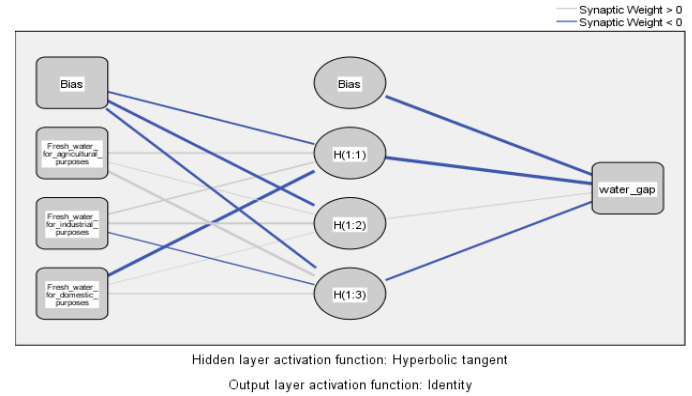 Synaptic Weight > 0
Synaptic Weight < 0
Bias
Bias
Fresh_water_
for_agricultural_
purposes
H(1:1)
water_gap
Fresh_water_
for_industrial_
purposes
H(1:2)
Fresh_water_
for_domestic_
purposes
H(1:3)
Hidden layer activation function: Hyperbolic tangent
Output layer activation function: Identity